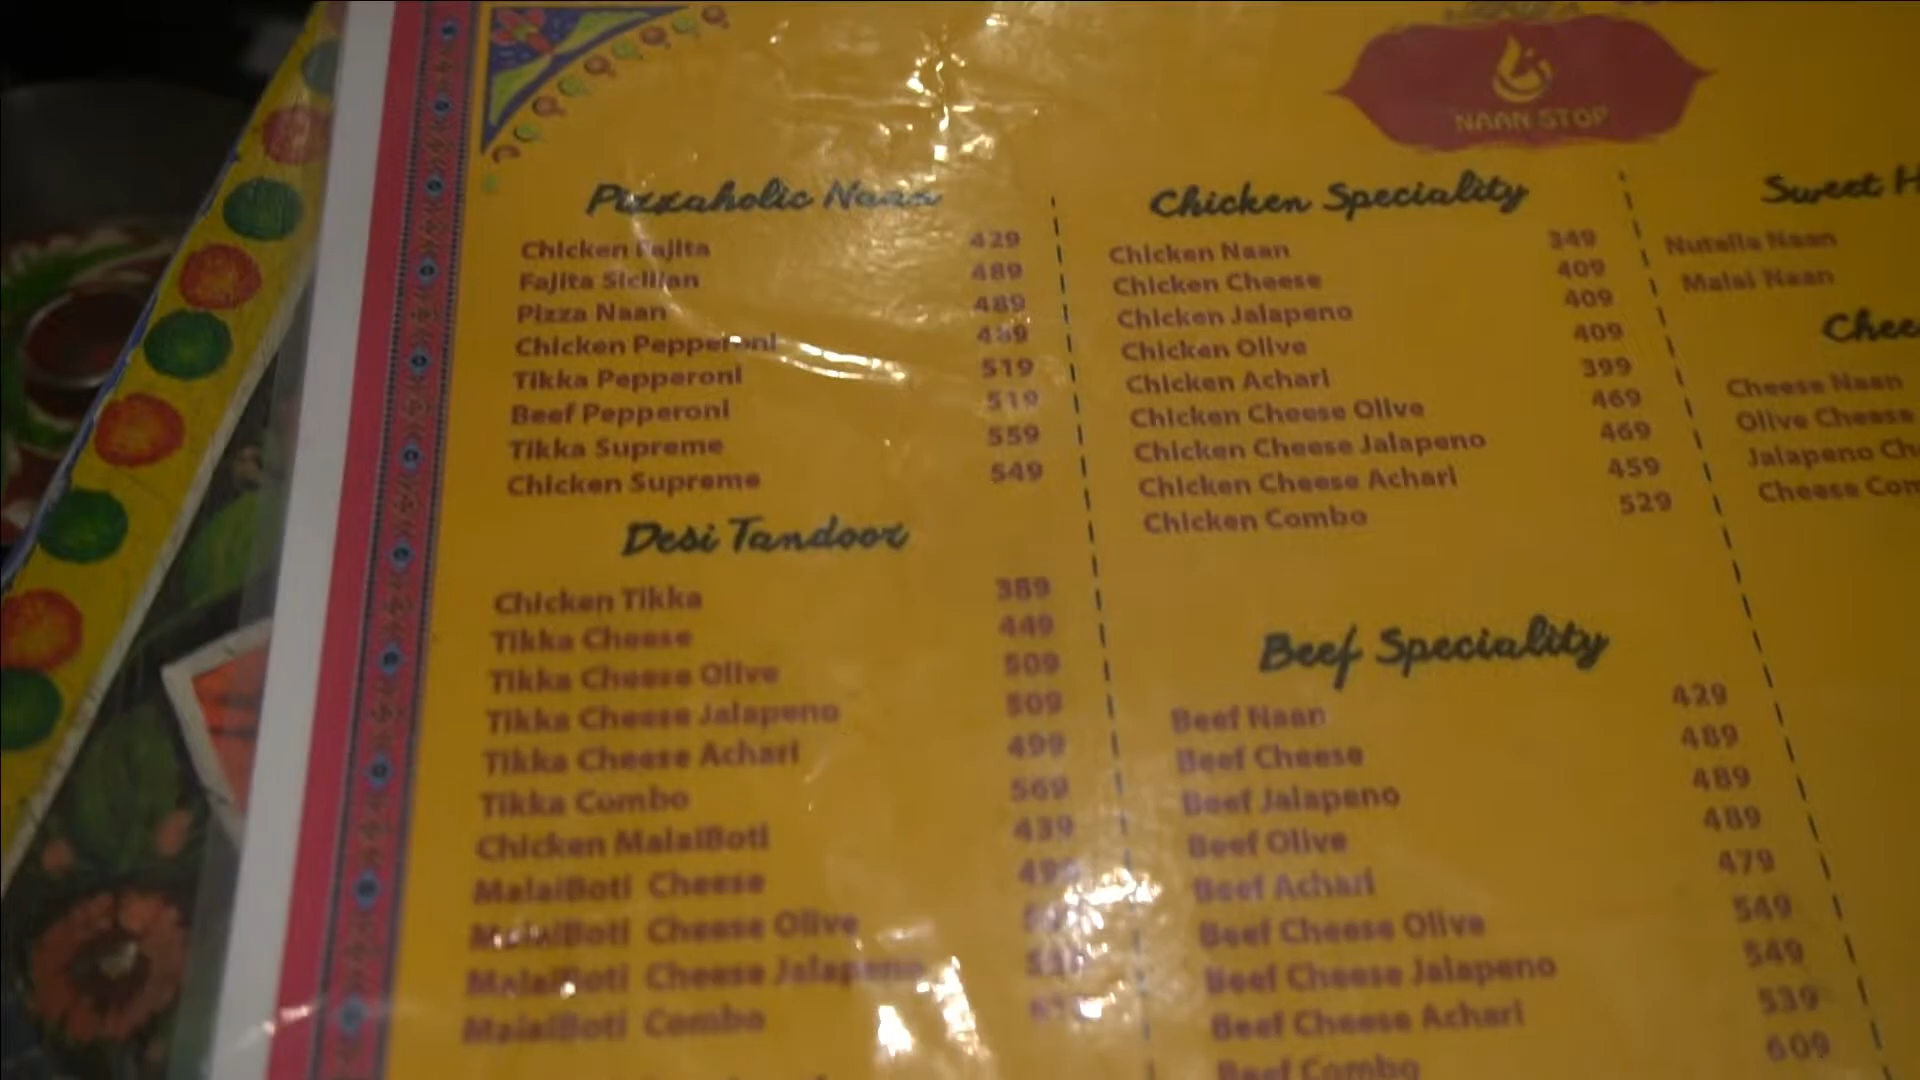 NAAN STOP
Pizzaholic Naan
Chicken Fajita 429
Fajita Sicilian 489
Pizza Naan 489
Chicken Pepperoni 489
Tikka Pepperoni 519
Beef Pepperoni 519
Tikka Supreme 559
Chicken Supreme 549
Desi Tandoor
Chicken Tikka 389
Tikka Cheese 449
Tikka Cheese Olive 509
Tikka Cheese Jalapeno 509
Tikka Cheese Achari 499
Tikka Combo 569
Chicken MalaiBoti 439
MalaiBoti Cheese
MalaiBoti Cheese Olive
MalaiBoti Cheese Jalapeno
MalaiBoti Combo
Chicken Speciality
Chicken Naan 349
Chicken Cheese 409
Chicken Jalapeno 409
Chicken Olive 409
Chicken Achari 399
Chicken Cheese Olive 469
Chicken Cheese Jalapeno 469
Chicken Cheese Achari 459
Chicken Combo 529
Beef Speciality
Beef Naan 429
Beef Cheese 489
Beef Jalapeno 489
Beef Olive 489
Beef Achari 479
Beef Cheese Olive 549
Beef Cheese Jalapeno 549
Beef Cheese Achari 539
Beef Combo 609
Sweet
Nutella Naan
Malai Naan
Cheese Naan
Olive Cheese
Jalapeno
Cheese